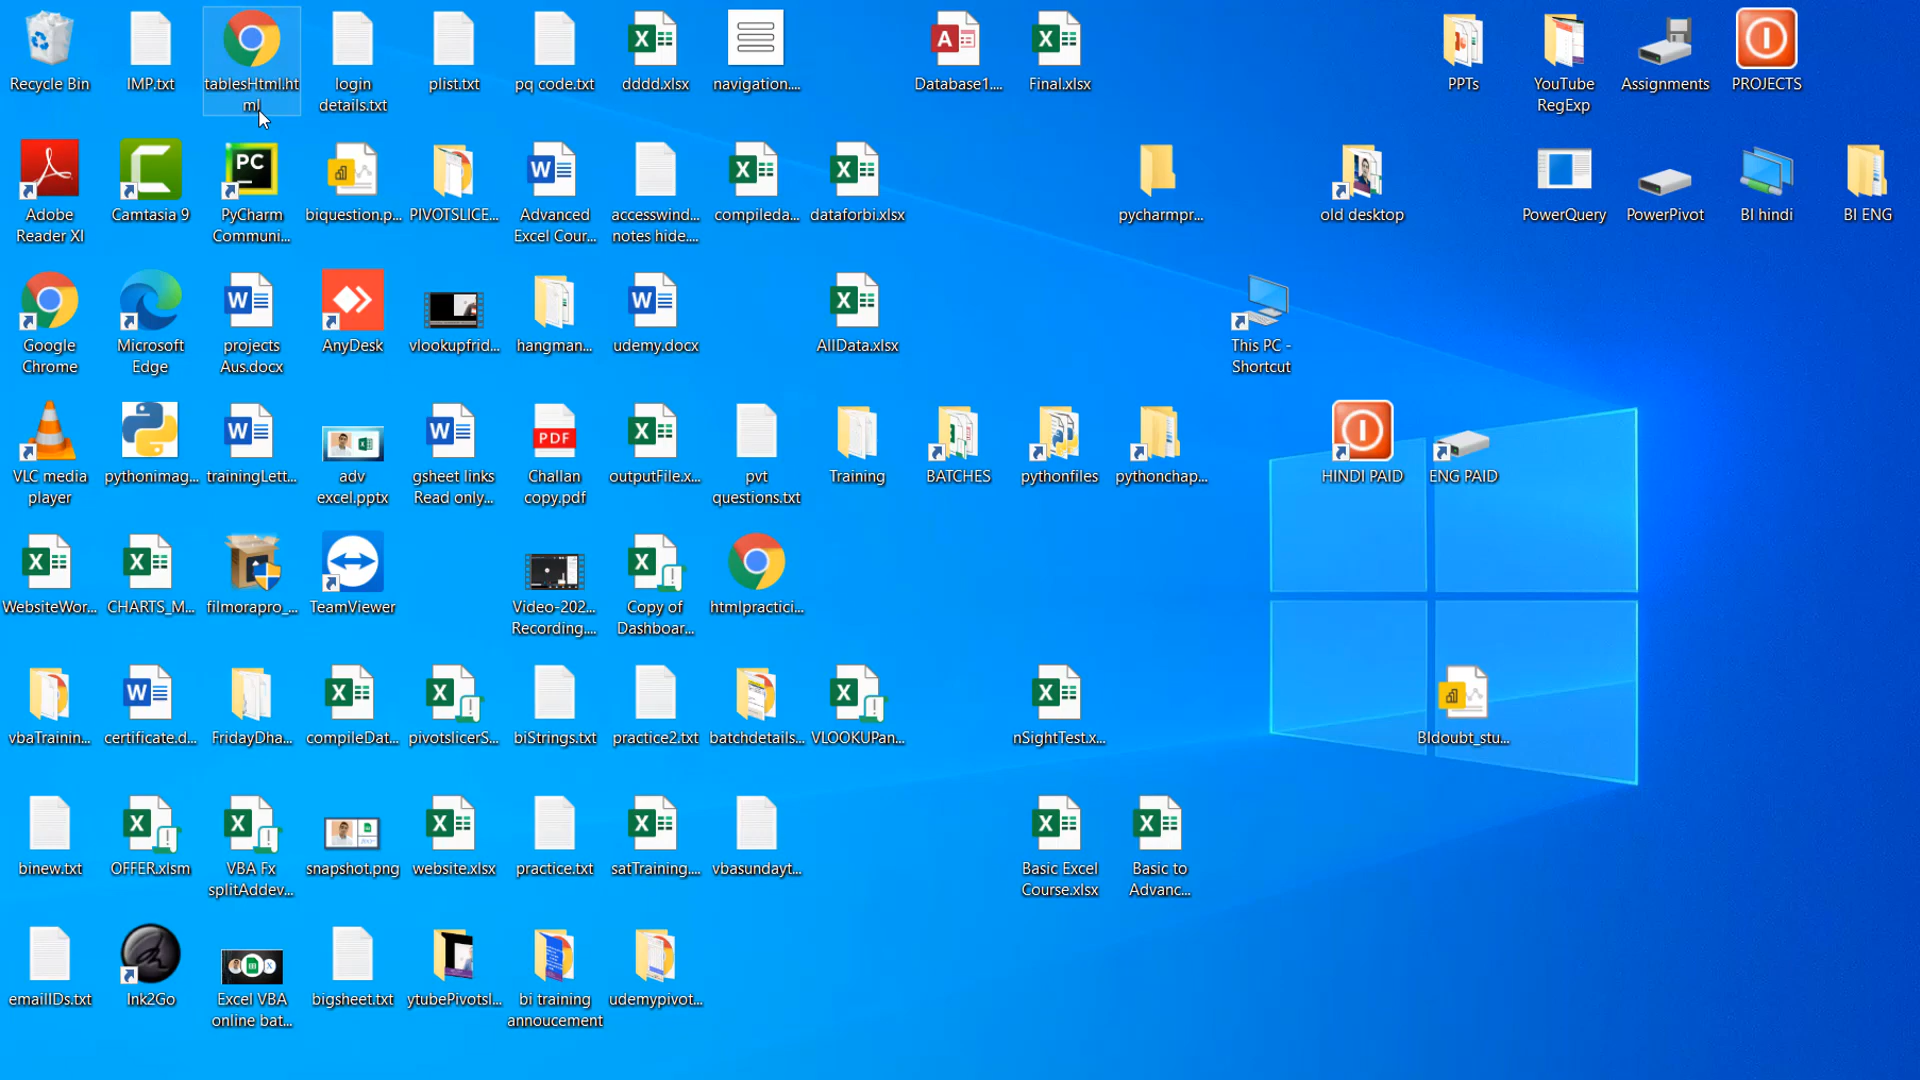 Recycle Bin
IMP.txt
tablesHtml.ht
ml
login
details.txt
plist.txt
pq code.txt
dddd.xlsx
navigation....
Database1....
Final.xlsx
PPTs
YouTube
RegExp
Assignments
PROJECTS
Adobe
Reader XI
Camtasia 9
PC
PyCharm
Communi...
biquestion.p...
PIVOTSLICE...
Advanced
Excel Cour...
accesswind...
notes hide....
compileda...
dataforbi.xlsx
pycharmpr...
old desktop
PowerQuery
PowerPivot
BI hindi
BI ENG
Google
Chrome
Microsoft
Edge
projects
Aus.docx
AnyDesk
vlookupfrid...
hangman...
udemy.docx
AllData.xlsx
This PC -
Shortcut
VLC media
player
pythonimag...
trainingLett...
adv
excel.pptx
gsheet links
Read only...
PDF
Challan
copy.pdf
outputFile.x...
pvt
questions.txt
Training
BATCHES
pythonfiles
pythonchap...
HINDI PAID
ENG PAID
WebsiteWor...
CHARTS_M...
filmorapro_...
TeamViewer
Video-202...
Recording....
Copy of
Dashboar...
htmlpractici...
vbaTrainin...
certificate.d...
FridayDha...
compileDat...
pivotslicerS...
biStrings.txt
practice2.txt
batchdetails...
VLOOKUPan...
nSightTest.x...
BIdoubt_stu...
binew.txt
OFFER.xlsm
VBA Fx
splitAddev...
snapshot.png
website.xlsx
practice.txt
satTraining....
vbasundayt...
Basic Excel
Course.xlsx
Basic to
Advanc...
emailIDs.txt
Ink2Go
Excel VBA
online bat...
bigsheet.txt
ytubePivotsl...
bi training
annoucement
udemypivot...